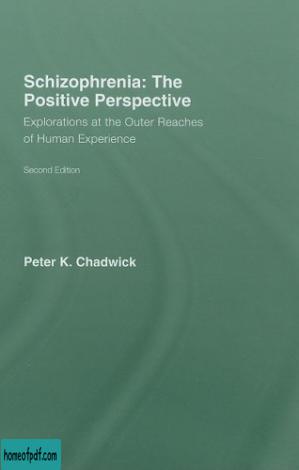 Schizophrenia: The
Positive Perspective
Explorations at the Outer Reaches
of Human Experience
Second Edition
Peter K. Chadwick
homeofpdf.com